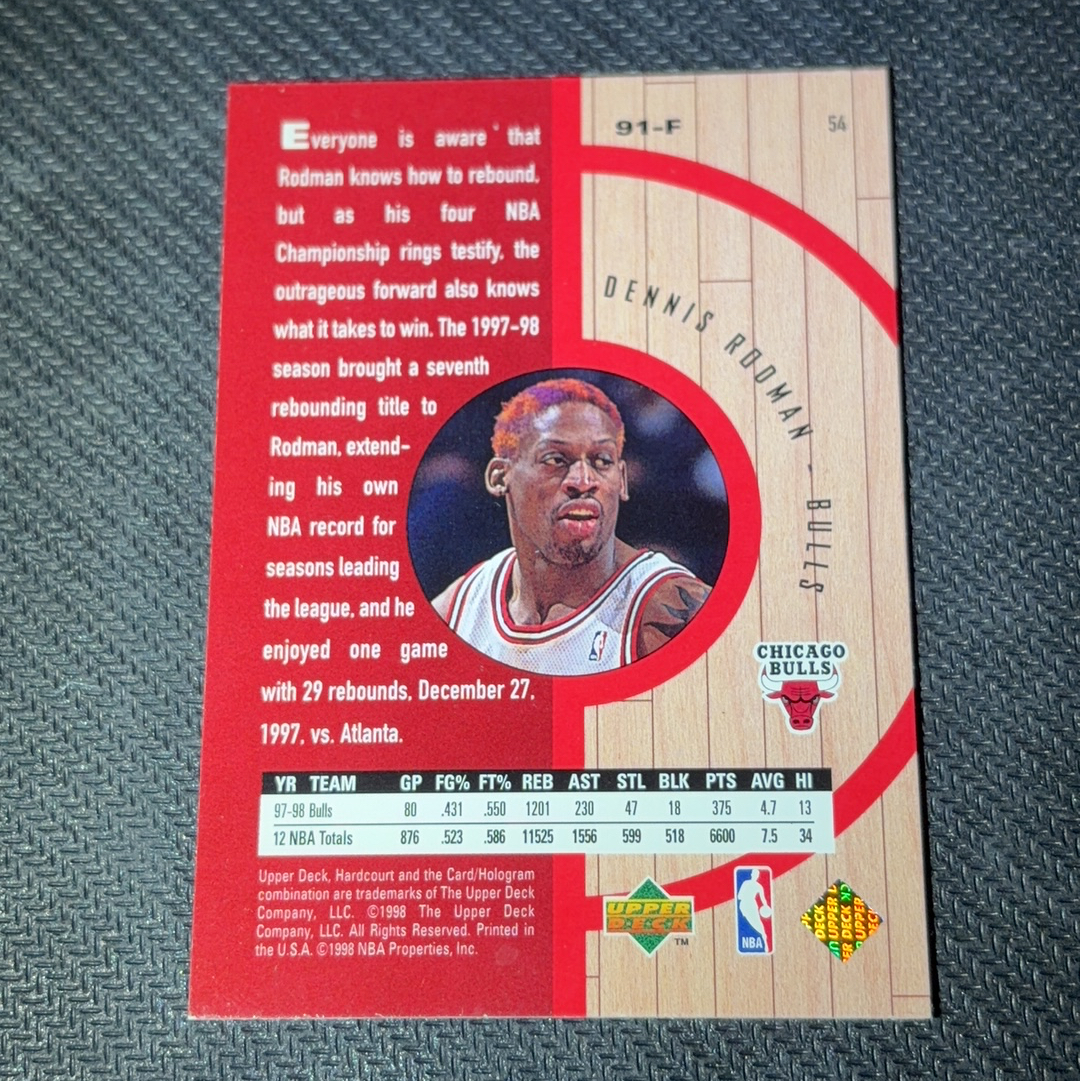 91-F 54
Everyone is aware that
Rodman knows how to rebound,
but as his four NBA
Championship rings testify, the
outrageous forward also knows
what it takes to win. The 1997-98
season brought a seventh
rebounding title to
Rodman, extend-
ing his own
NBA record for
seasons leading
the league, and he
enjoyed one game
with 29 rebounds, December 27,
1997, vs. Atlanta.
DENNIS RODMAN - BULLS
CHICAGO
BULLS
YR TEAM GP FG% FT% REB AST STL BLK PTS AVG HI
97-98 Bulls 80 .431 .550 1201 230 47 18 375 4.7 13
12 NBA Totals 876 .523 .586 11525 1556 599 518 6600 7.5 34
Upper Deck, Hardcourt and the Card/Hologram
combination are trademarks of The Upper Deck
Company, LLC. ©1998 The Upper Deck
Company, LLC. All Rights Reserved. Printed in
the U.S.A. ©1998 NBA Properties, Inc.
UPPER
DECK
TM
NBA
DECK
UPPER
DECK
UPPER